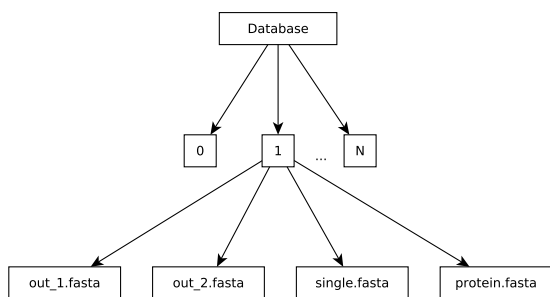 Database
0
1
...
N
out_1.fasta
out_2.fasta
single.fasta
protein.fasta